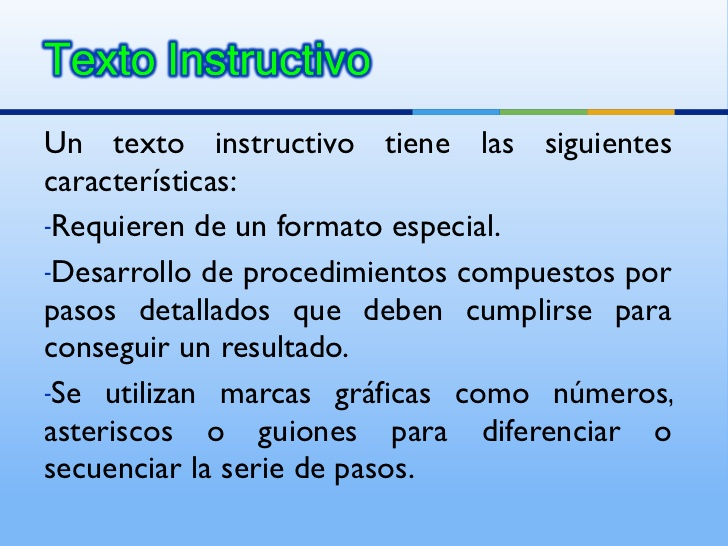 Texto Instructivo
Un texto instructivo tiene las siguientes
características:
-Requieren de un formato especial.
-Desarrollo de procedimientos compuestos por
pasos detallados que deben cumplirse para
conseguir un resultado.
-Se utilizan marcas gráficas como números,
asteriscos o guiones para diferenciar o
secuenciar la serie de pasos.